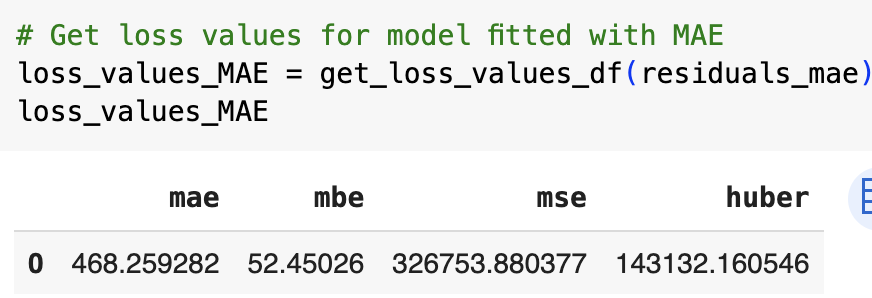 # Get loss values for model fitted with MAE
loss_values_MAE = get_loss_values_df(residuals_mae)
loss_values_MAE
mae mbe mse huber
0 468.259282 52.45026 326753.880377 143132.160546